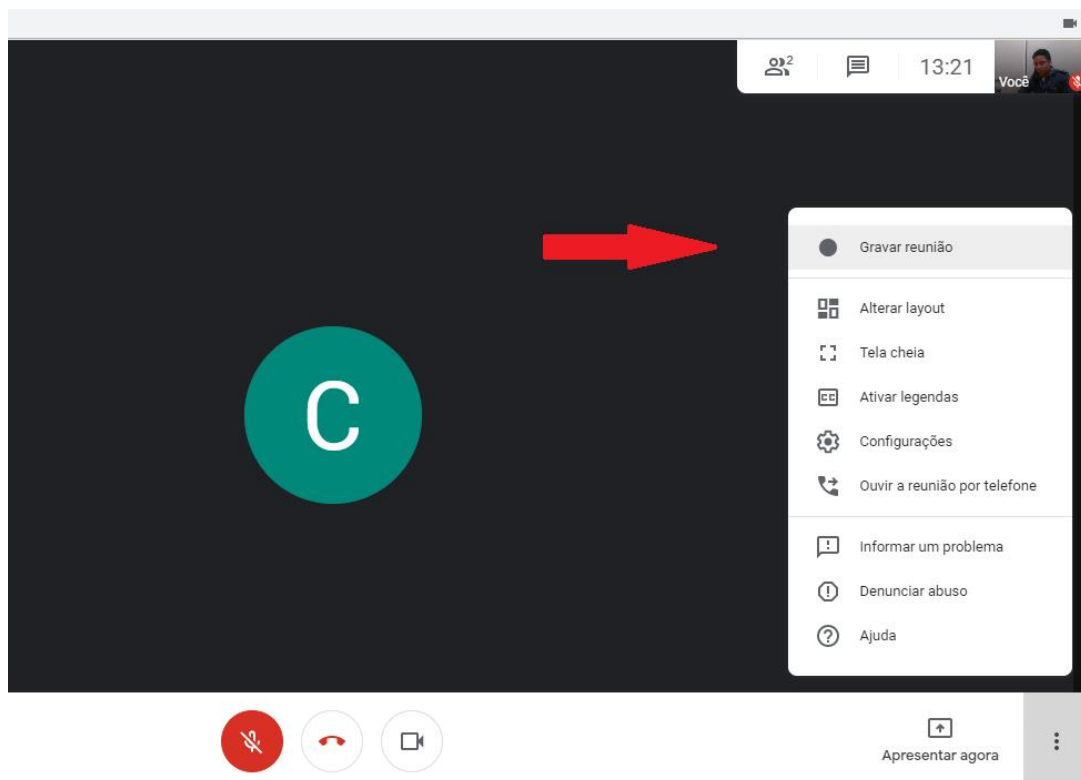 2
13:21
Você
Gravar reunião
Alterar layout
Tela cheia
CC
Ativar legendas
Configurações
Ouvir a reunião por telefone
Informar um problema
Denunciar abuso
Ajuda
C
Apresentar agora